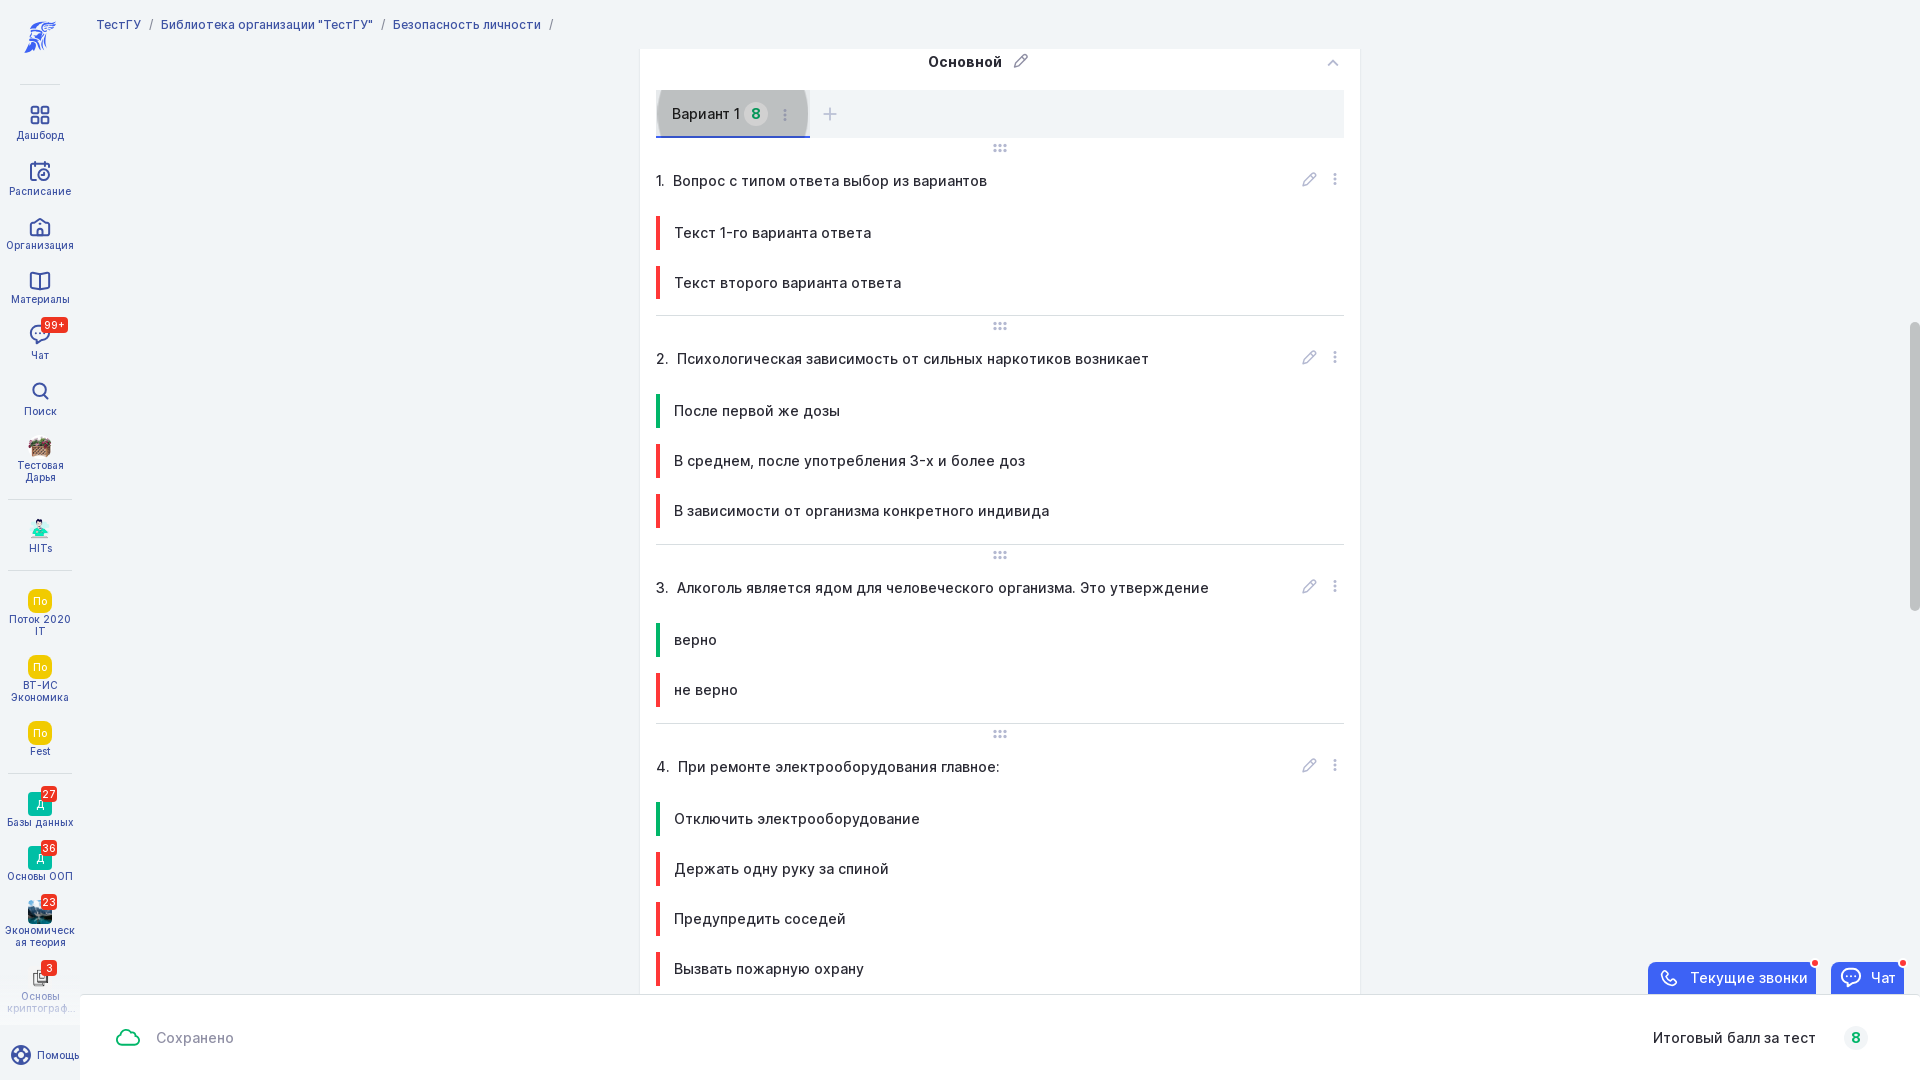 ТестГУ / Библиотека организации "ТестГУ" / Безопасность личности /
Дашборд
Расписание
Организация
Материалы
99+
Чат
Поиск
Тестовая
Дарья
HITs
По
Поток 2020
IT
По
ВТ-ИС
Экономика
По
Fest
27
Д
Базы данных
36
Д
Основы ООП
23
Экономическ
ая теория
3
Основы
криптограф...
Помощь
Основной
Вариант 1 8
1. Вопрос с типом ответа выбор из вариантов
Текст 1-го варианта ответа
Текст второго варианта ответа
2. Психологическая зависимость от сильных наркотиков возникает
После первой же дозы
В среднем, после употребления 3-х и более доз
В зависимости от организма конкретного индивида
3. Алкоголь является ядом для человеческого организма. Это утверждение
верно
не верно
4. При ремонте электрооборудования главное:
Отключить электрооборудование
Держать одну руку за спиной
Предупредить соседей
Вызвать пожарную охрану
Текущие звонки
Чат
Сохранено
Итоговый балл за тест 8